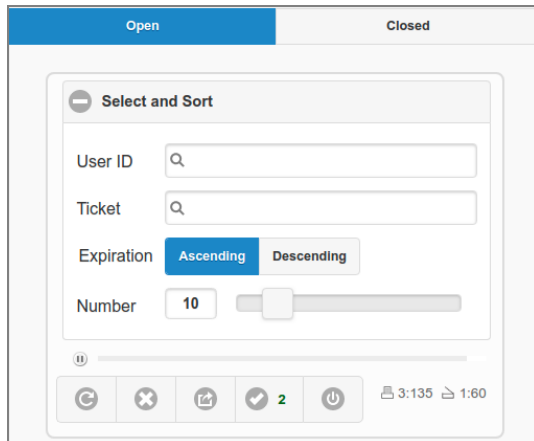 Open Closed
Select and Sort
User ID
Ticket
Expiration Ascending Descending
Number 10
2 3:135 1:60